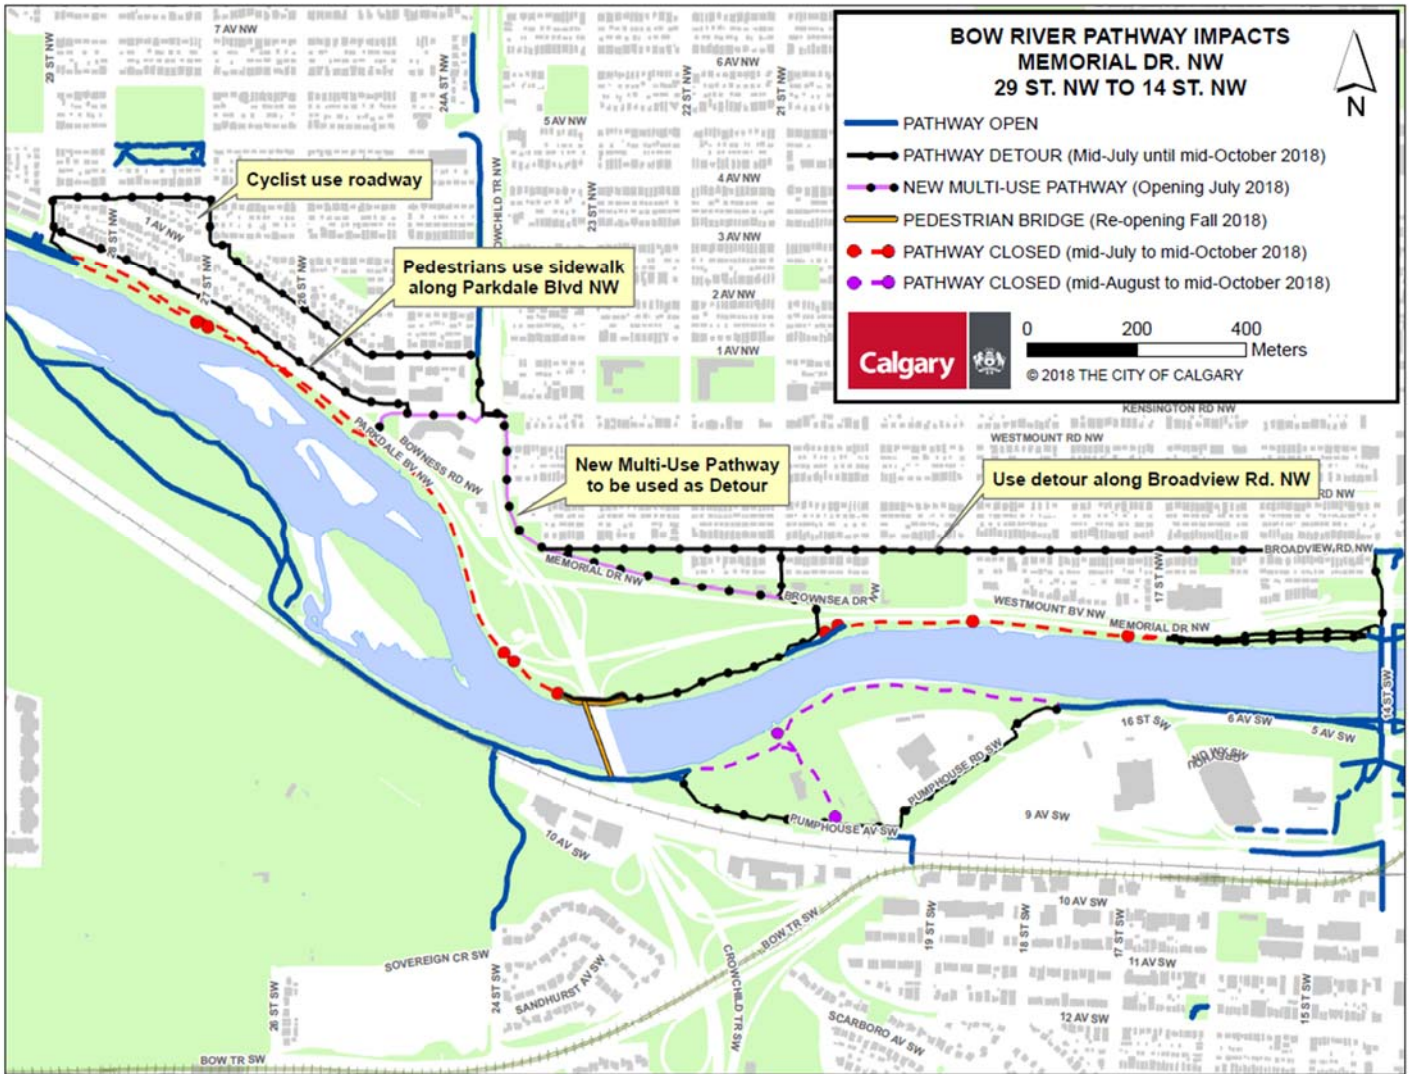 BOW RIVER PATHWAY IMPACTS
MEMORIAL DR. NW
29 ST. NW TO 14 ST. NW
N
PATHWAY OPEN
PATHWAY DETOUR (Mid-July until mid-October 2018)
NEW MULTI-USE PATHWAY (Opening July 2018)
PEDESTRIAN BRIDGE (Re-opening Fall 2018)
PATHWAY CLOSED (mid-July to mid-October 2018)
PATHWAY CLOSED (mid-August to mid-October 2018)
Calgary
0 200 400
Meters
© 2018 THE CITY OF CALGARY
7 AV NW
29 ST NW
24A ST NW
6 AV NW
22 ST NW
21 ST NW
5 AV NW
Cyclist use roadway
4 AV NW
23 ST NW
1 AV NW
28 ST NW
3 AV NW
27 ST NW
26 ST NW
Pedestrians use sidewalk
along Parkdale Blvd NW
2 AV NW
1 AV NW
KENSINGTON RD NW
PARKDALE BV NW
BOWNESS RD NW
WESTMOUNT RD NW
New Multi-Use Pathway
to be used as Detour
Use detour along Broadview Rd. NW
RD NW
BROADVIEW RD NW
MEMORIAL DR NW
17 ST NW
BROWNSEA DR NW
WESTMOUNT BV NW
MEMORIAL DR NW
14 ST SW
16 ST SW
6 AV SW
5 AV SW
PUMPHOUSE RD SW
PUMPHOUSE AV SW
9 AV SW
10 AV SW
10 AV SW
BOW TR SW
19 ST SW
18 ST SW
17 ST SW
SOVEREIGN CR SW
24 ST SW
SANDHURST AV SW
CROWCHILD TR SW
11 AV SW
26 ST SW
SCARBORO AV SW
12 AV SW
15 ST SW
BOW TR SW